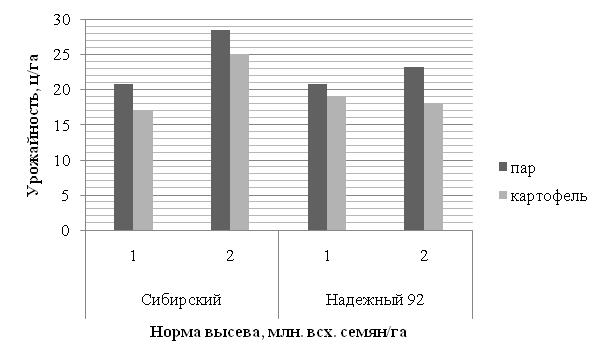 30
25
20
15
10
5
0
Урожайность, ц/га
1 2 1 2
Сибирский Надежный 92
Норма высева, млн. всх. семян/га
пар
картофель